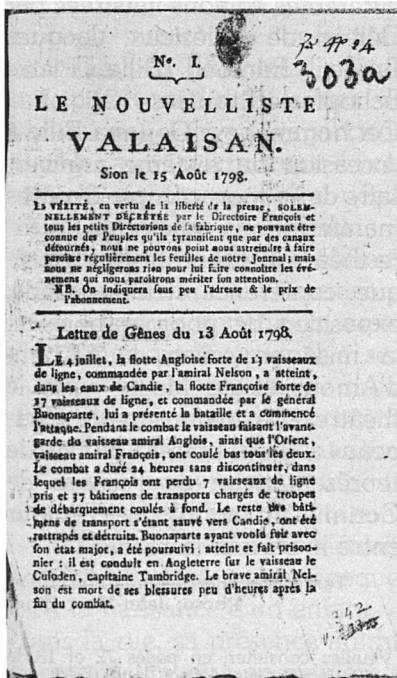 No. I.
303a
LE NOUVELLISTE
VALAISAN.
Sion le 15 Août 1798.
LA VÉRITÉ, en vertu de la liberté de la presse, SOLEM-
NELLEMENT DÉCRÉTÉE par le Directoire François et
tous les petits Directorions de sa fabrique, ne pouvant être
connue des Peuples qu'ils tyrannisent que par des canaux
détournés, nous ne pouvons point nous astreindre à faire
paroître régulièrement les feuilles de notre Journal; mais
nous ne négligerons rien pour lui faire connoître les évé-
nemens qui nous paroîtrons mériter son attention.
NB. On indiquera sous peu l'adresse & le prix de
l'abonnement.
Lettre de Gênes du 13 Août 1798.
LE 4 juillet, la flotte Angloise forte de 13 vaisseaux
de ligne, commandée par l'amiral Nelson, a atteint,
dans les eaux de Candie, la flotte Françoise forte de
17 vaisseaux de ligne, et commandée par le général
Buonaparte, lui a présenté la bataille et a commencé
l'attaque. Pendant le combat le vaisseau faisant l'avant-
garde du vaisseau amiral Anglois, ainsi que l'Orient,
vaisseau amiral François, ont coulé bas tous les deux.
Le combat a duré 24 heures sans discontinuer, dans
lequel les François ont perdu 7 vaisseaux de ligne
pris et 37 bâtimens de transports chargés de troupes
de débarquement coulés à fond. Le reste des bâti-
mens de transport s'étant sauvé vers Candie, ont été
rattrapés et détruits. Buonaparte ayant voulu fuir avec
son état major, a été poursuivi, atteint et fait prison-
nier : il est conduit en Angleterre sur le vaisseau le
Culoden, capitaine Tambridge. Le brave amiral Nel-
son est mort de ses blessures peu d'heures après la
fin du combat.
242